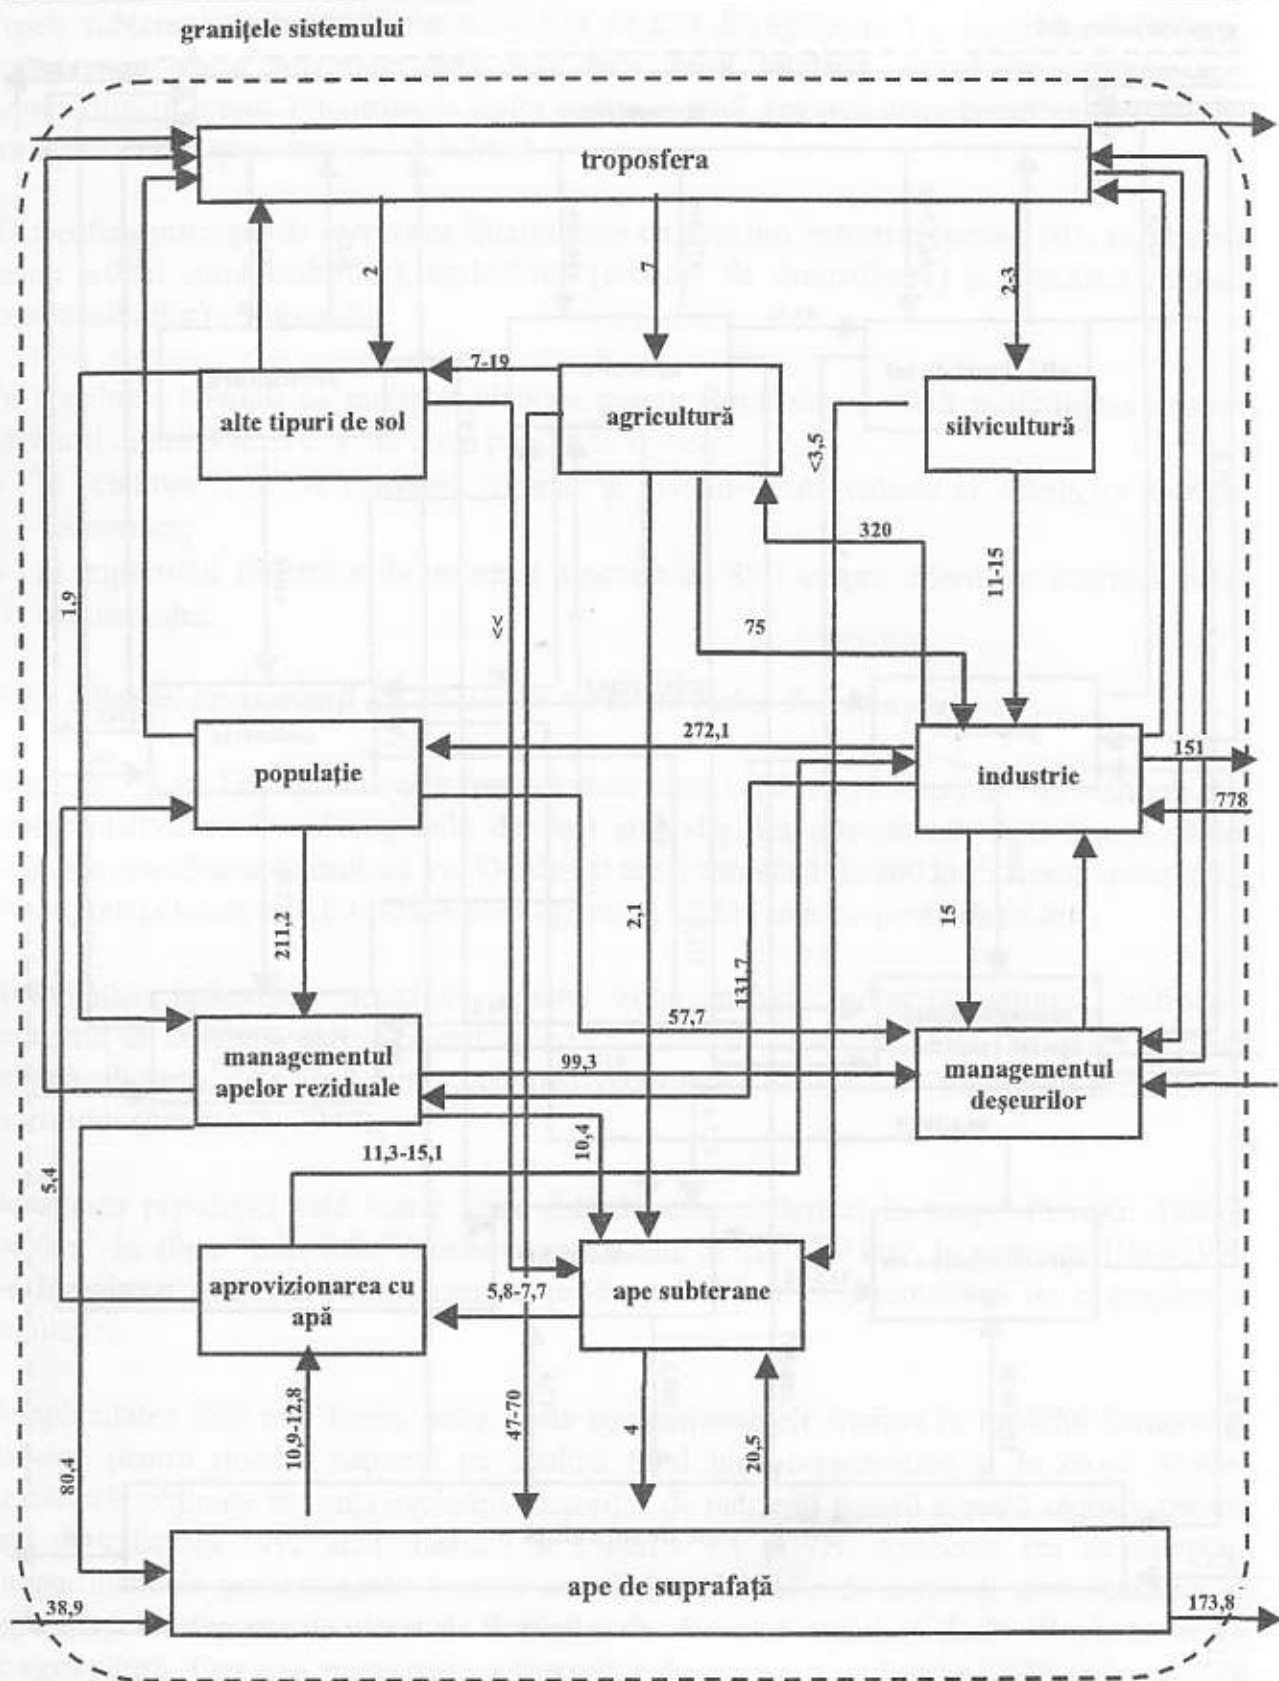 granițele sistemului
troposfera
2
7
2-3
7-19
alte tipuri de sol
agricultură
silvicultură
<3,5
320
11-15
1,9
<<
75
272,1
151
populație
industrie
778
211,2
2,1
15
131,7
57,7
managementul
apelor reziduale
99,3
managementul
deșeurilor
10,4
11,3-15,1
5,4
aprovizionarea cu
apă
5,8-7,7
ape subterane
10,9-12,8
47-70
4
20,5
80,4
ape de suprafață
38,9
173,8